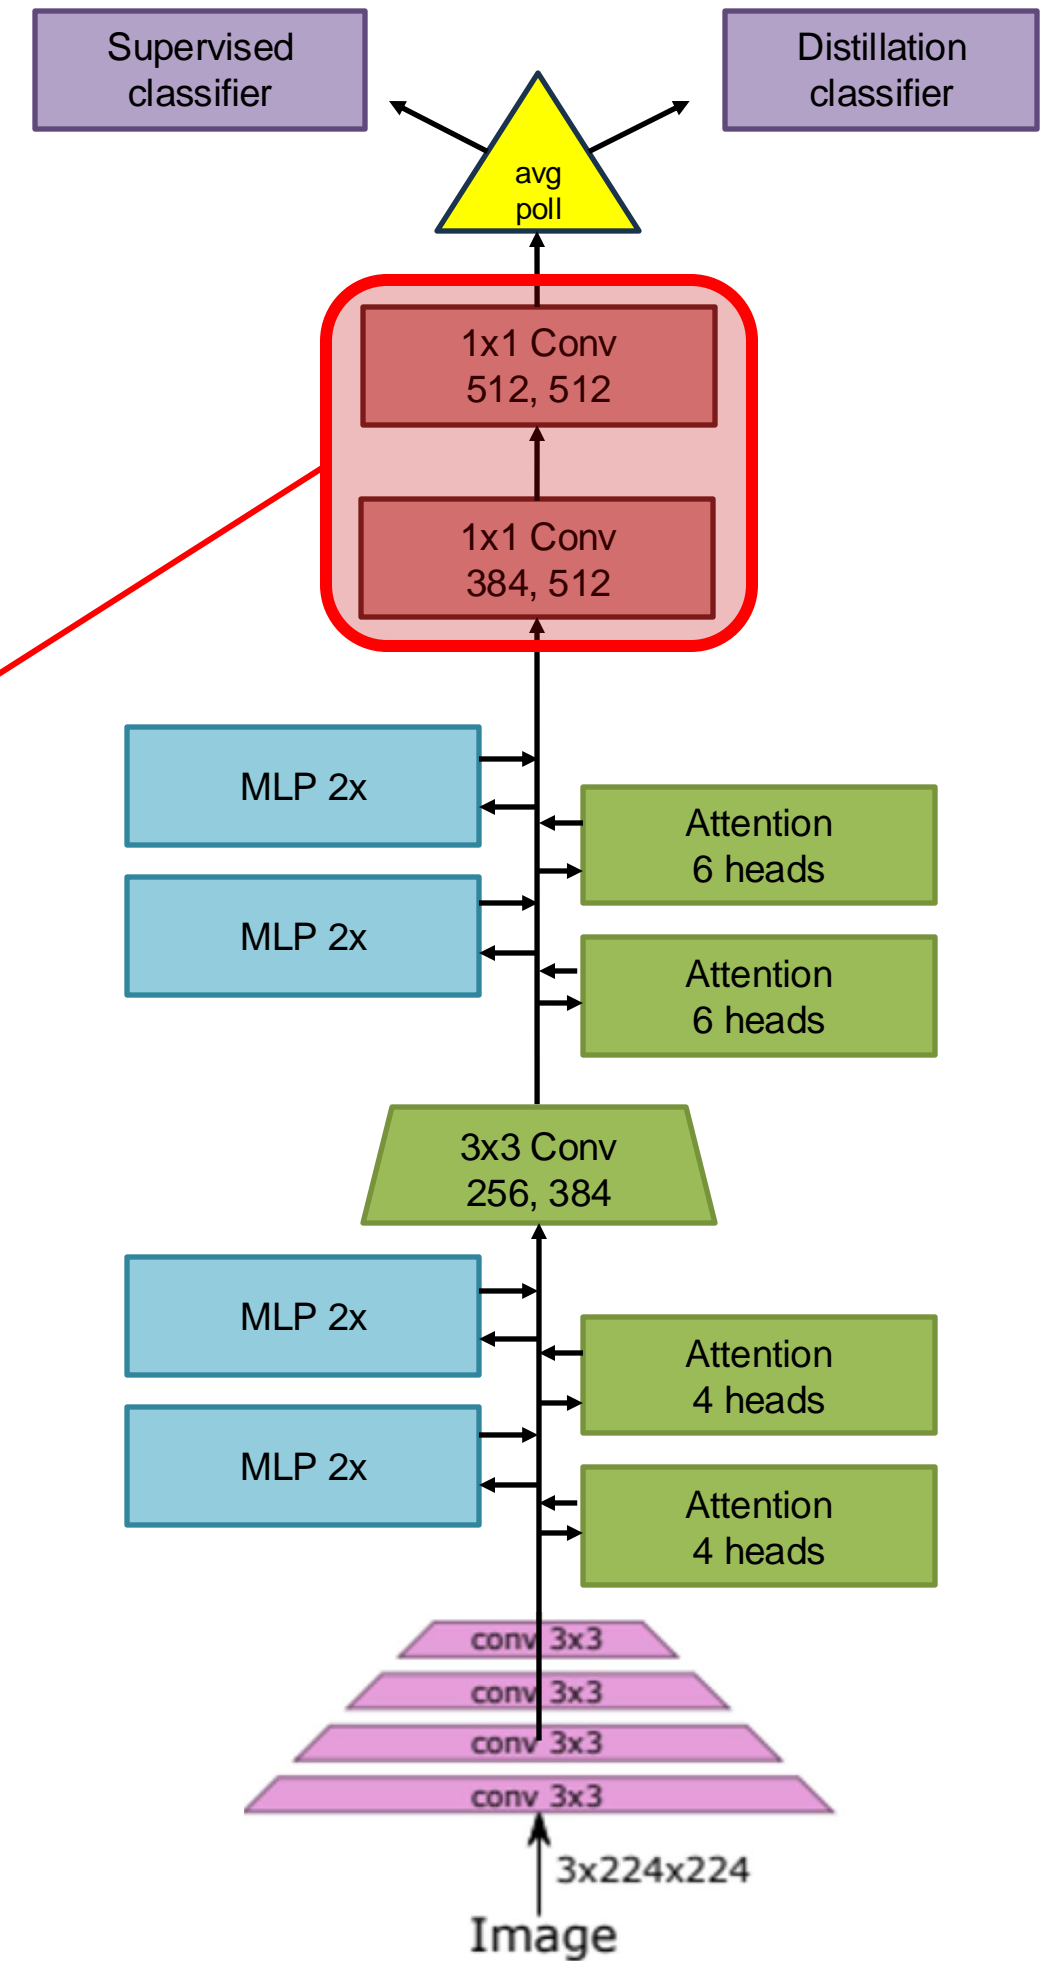 Supervised
classifier
Distillation
classifier
avg
poll
1x1 Conv
512, 512
1x1 Conv
384, 512
MLP 2x
Attention
6 heads
MLP 2x
Attention
6 heads
3x3 Conv
256, 384
MLP 2x
Attention
4 heads
MLP 2x
Attention
4 heads
conv 3x3
conv 3x3
conv 3x3
conv 3x3
3x224x224
Image